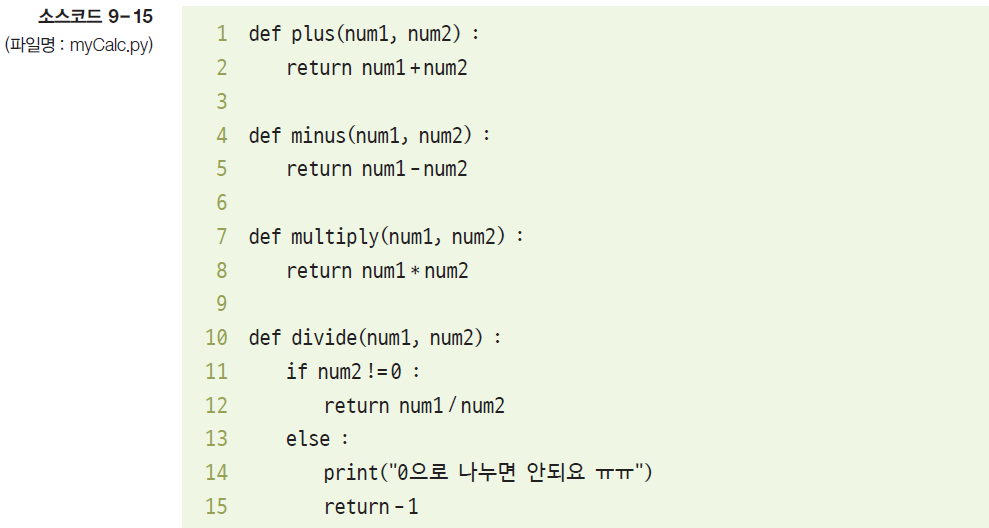 소스코드 9-15
(파일명 : myCalc.py)
1 def plus(num1, num2) :
2     return num1+num2
3
4 def minus(num1, num2) :
5     return num1-num2
6
7 def multiply(num1, num2) :
8     return num1*num2
9
10 def divide(num1, num2) :
11     if num2!=0 :
12         return num1/num2
13     else :
14         print("0으로 나누면 안되요 ㅠㅠ")
15         return-1